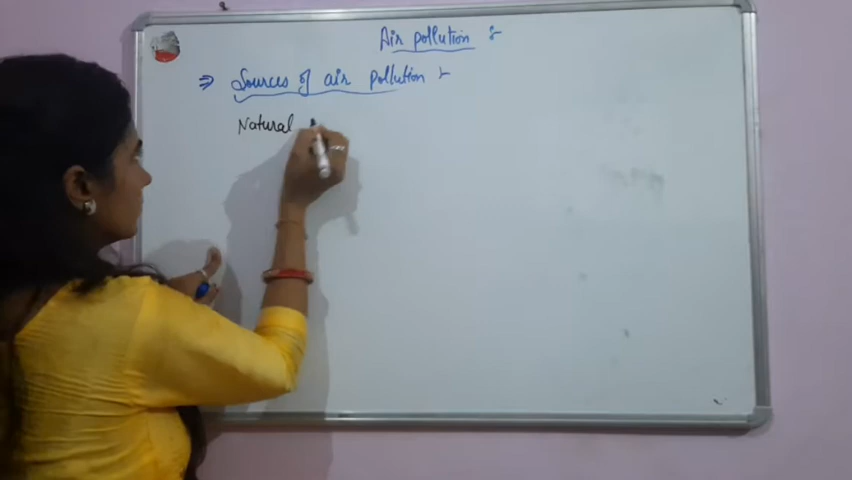 Air pollution :-
⇒ Sources of air pollution :-
Natural